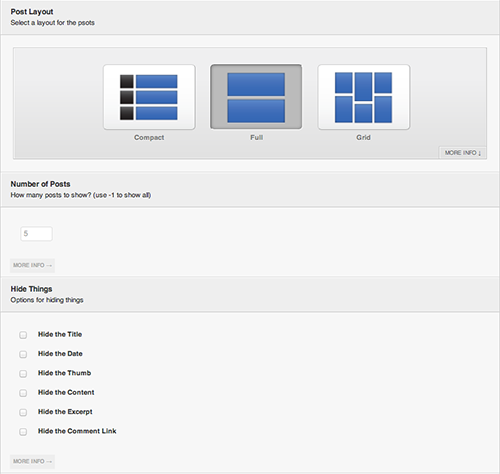 Post Layout
Select a layout for the psots
Compact
Full
Grid
MORE INFO ↓
Number of Posts
How many posts to show? (use -1 to show all)
5
MORE INFO →
Hide Things
Options for hiding things
Hide the Title
Hide the Date
Hide the Thumb
Hide the Content
Hide the Excerpt
Hide the Comment Link
MORE INFO →